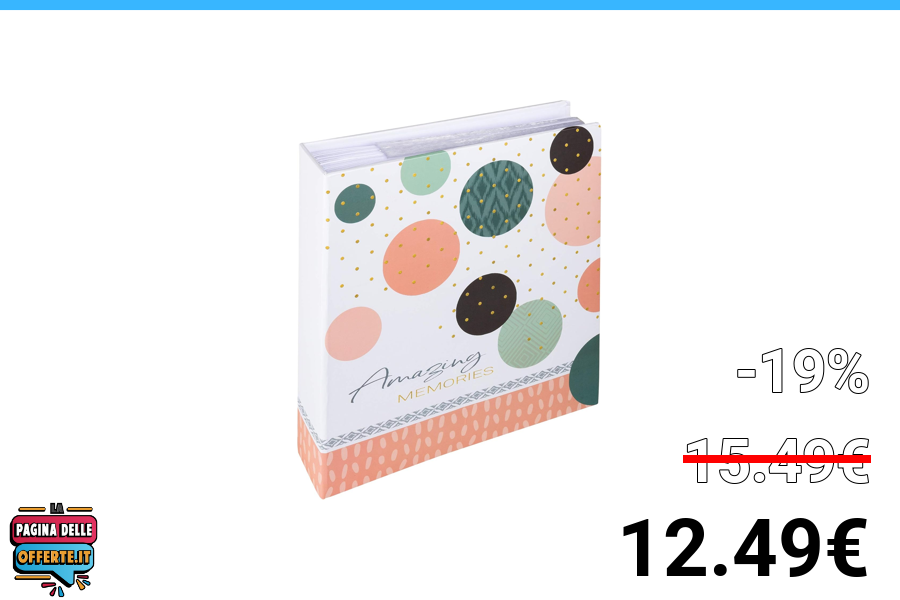 Amazing
MEMORIES
-19%
15.49€
LA
PAGINA DELLE
OFFERTE.IT
12.49€